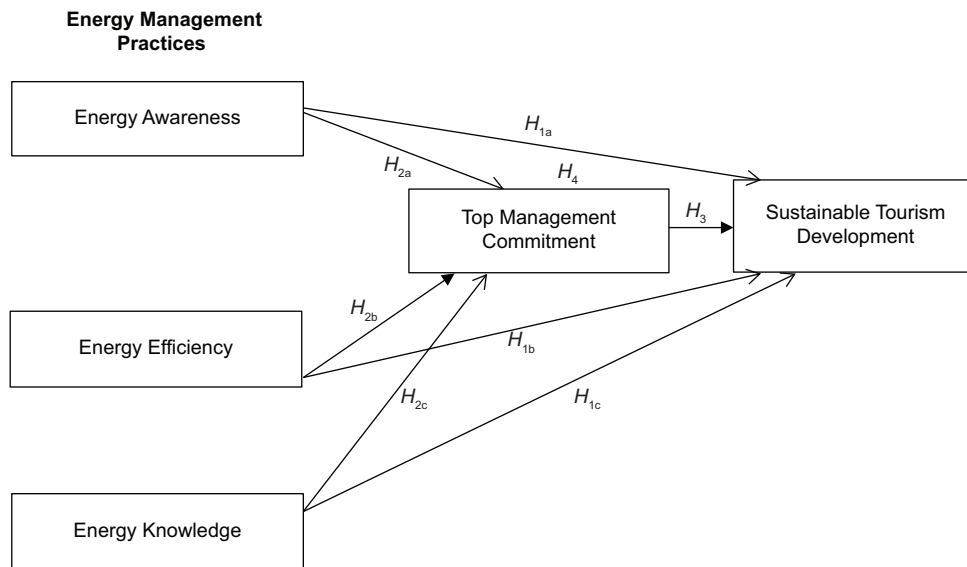 Energy Management
Practices
Energy Awareness
H1a
H2a
H4
Top Management
Commitment
H3
Sustainable Tourism
Development
H2b
Energy Efficiency
H1b
H2c
H1c
Energy Knowledge